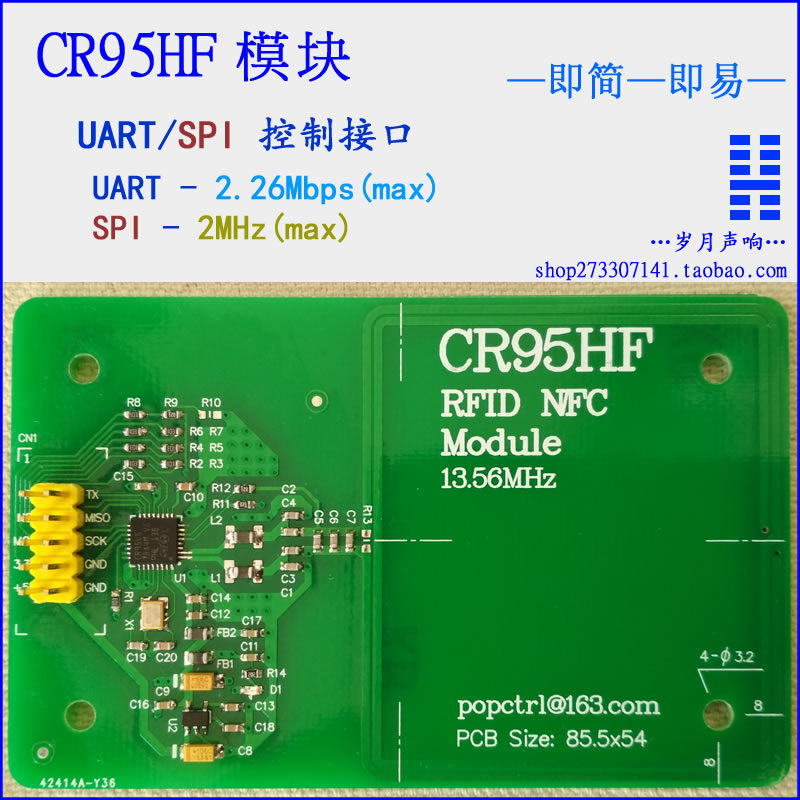 CR95HF 模块
—即简—即易—
UART/SPI 控制接口
UART - 2.26Mbps(max)
SPI - 2MHz(max)
…岁月声响…
shop273307141.taobao.com
CR95HF
RFID NFC
Module
13.56MHz
R8 R9 R10
CN1
1
R6 R7
R4 R5
R2 R3
C15
C10
R12
R11
C2
C4
L2
C5 C6 C7 R13
TX
MISO
SCK
GND
GND
U1
L1
C3
C1
R1
X1
C14
C12
C17
FB2
C19 C20
C11
FB1
R14
C9
D1
C16
U2
C13
C18
C8
4-Φ3.2
8
8
popctrl@163.com
PCB Size: 85.5x54
42414A-Y36